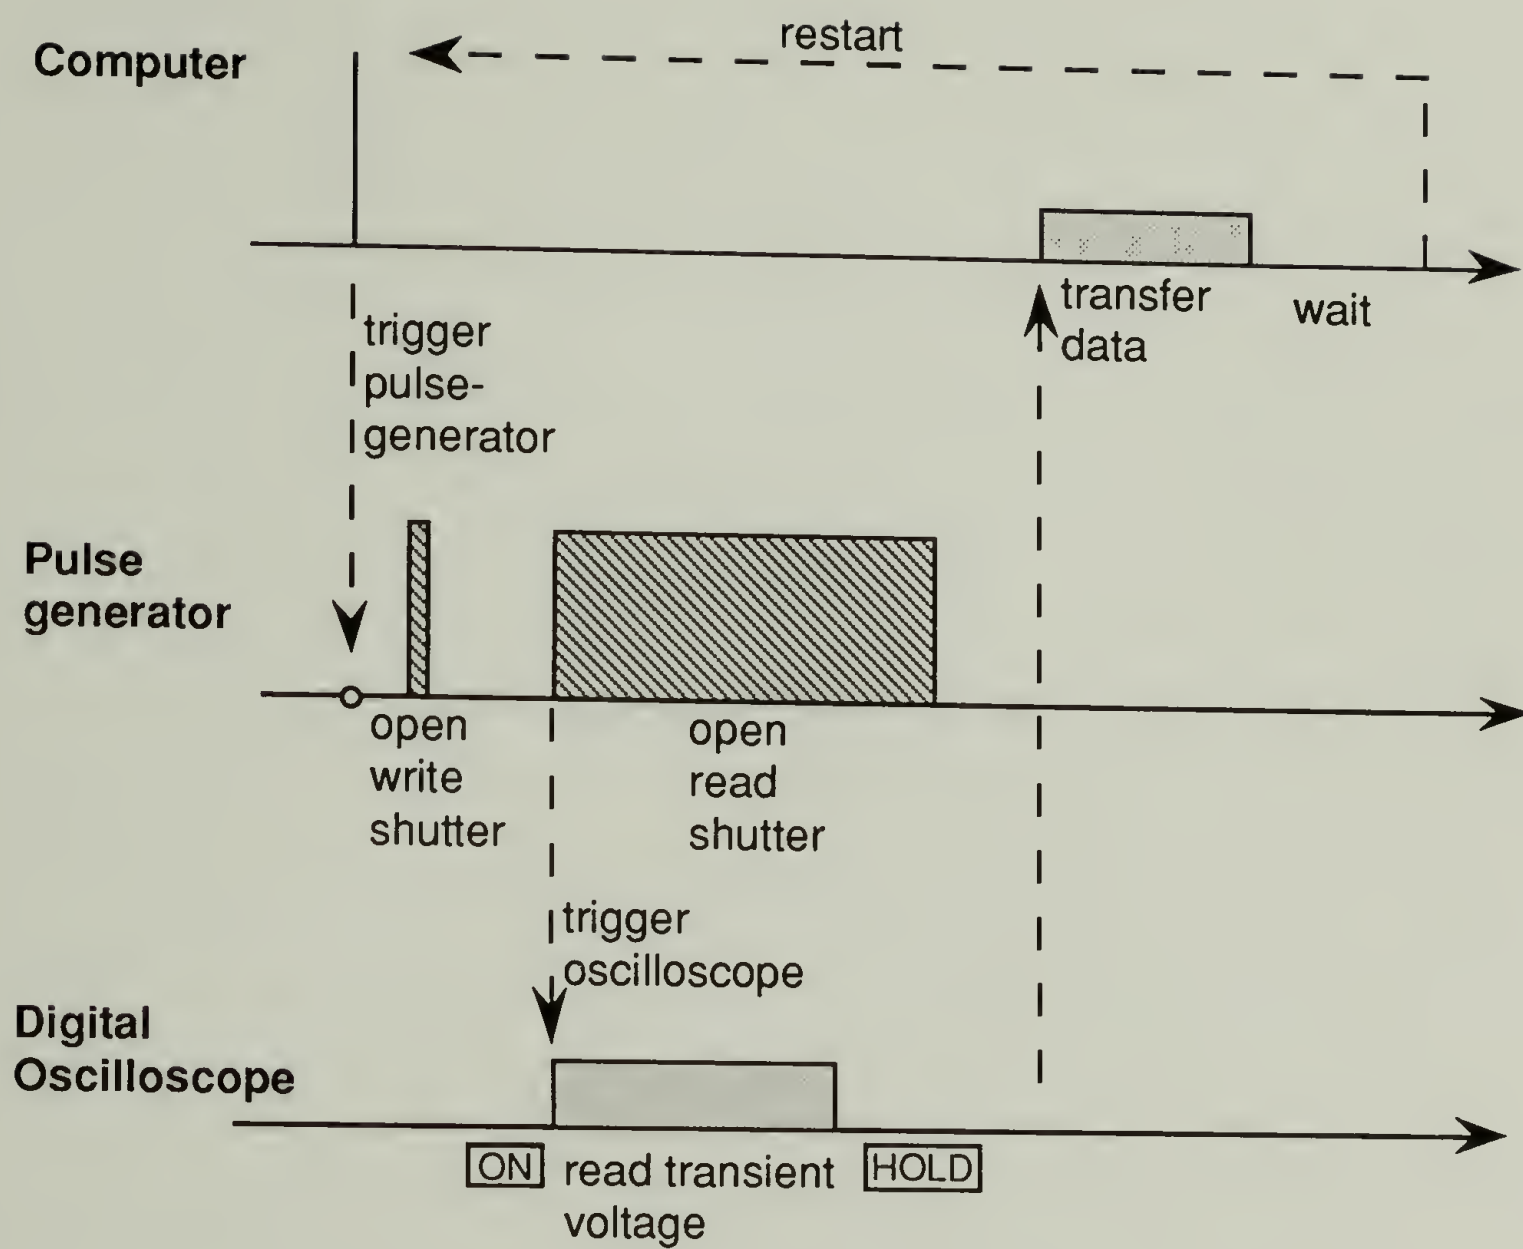 restart
Computer
transfer
data
wait
trigger
pulse-
generator
Pulse
generator
open
write
shutter
open
read
shutter
trigger
oscilloscope
Digital
Oscilloscope
ON
read transient
voltage
HOLD